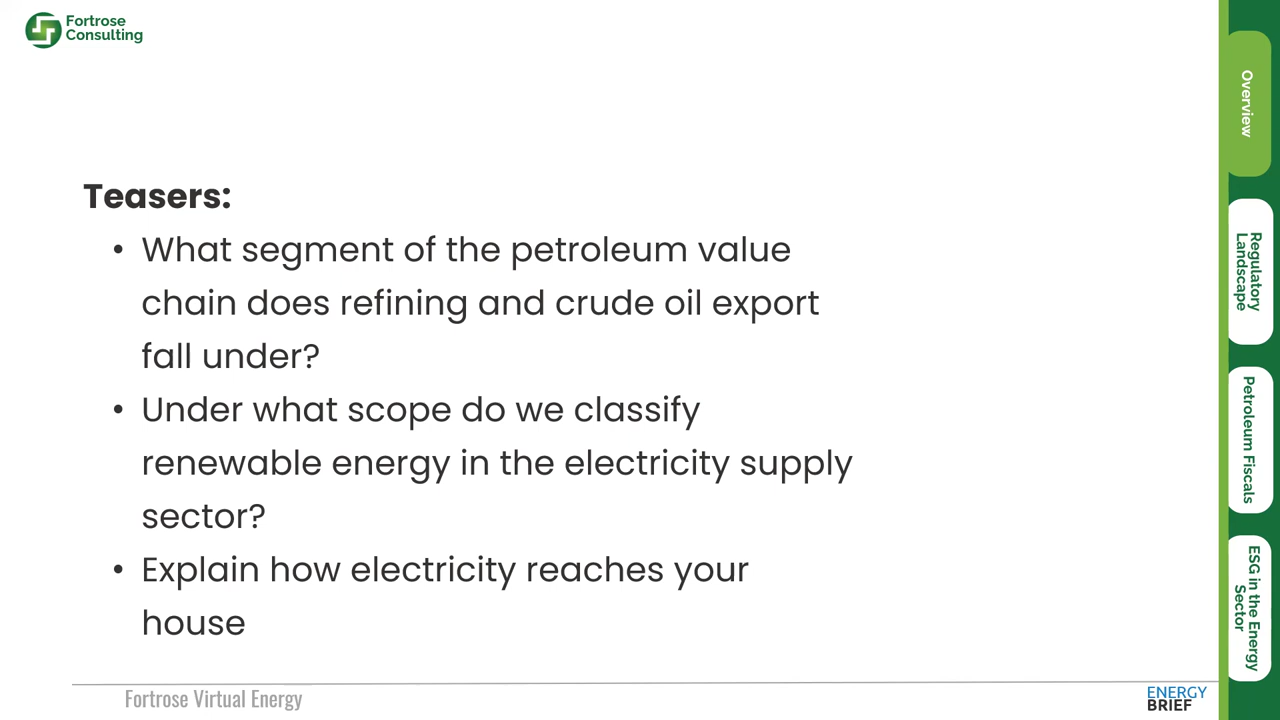 Fortrose
Consulting
Teasers:
• What segment of the petroleum value
chain does refining and crude oil export
fall under?
• Under what scope do we classify
renewable energy in the electricity supply
sector?
• Explain how electricity reaches your
house
Fortrose Virtual Energy
ENERGY
BRIEF
Overview
Regulatory
Landscape
Petroleum Fiscals
ESG in the Energy
Sector